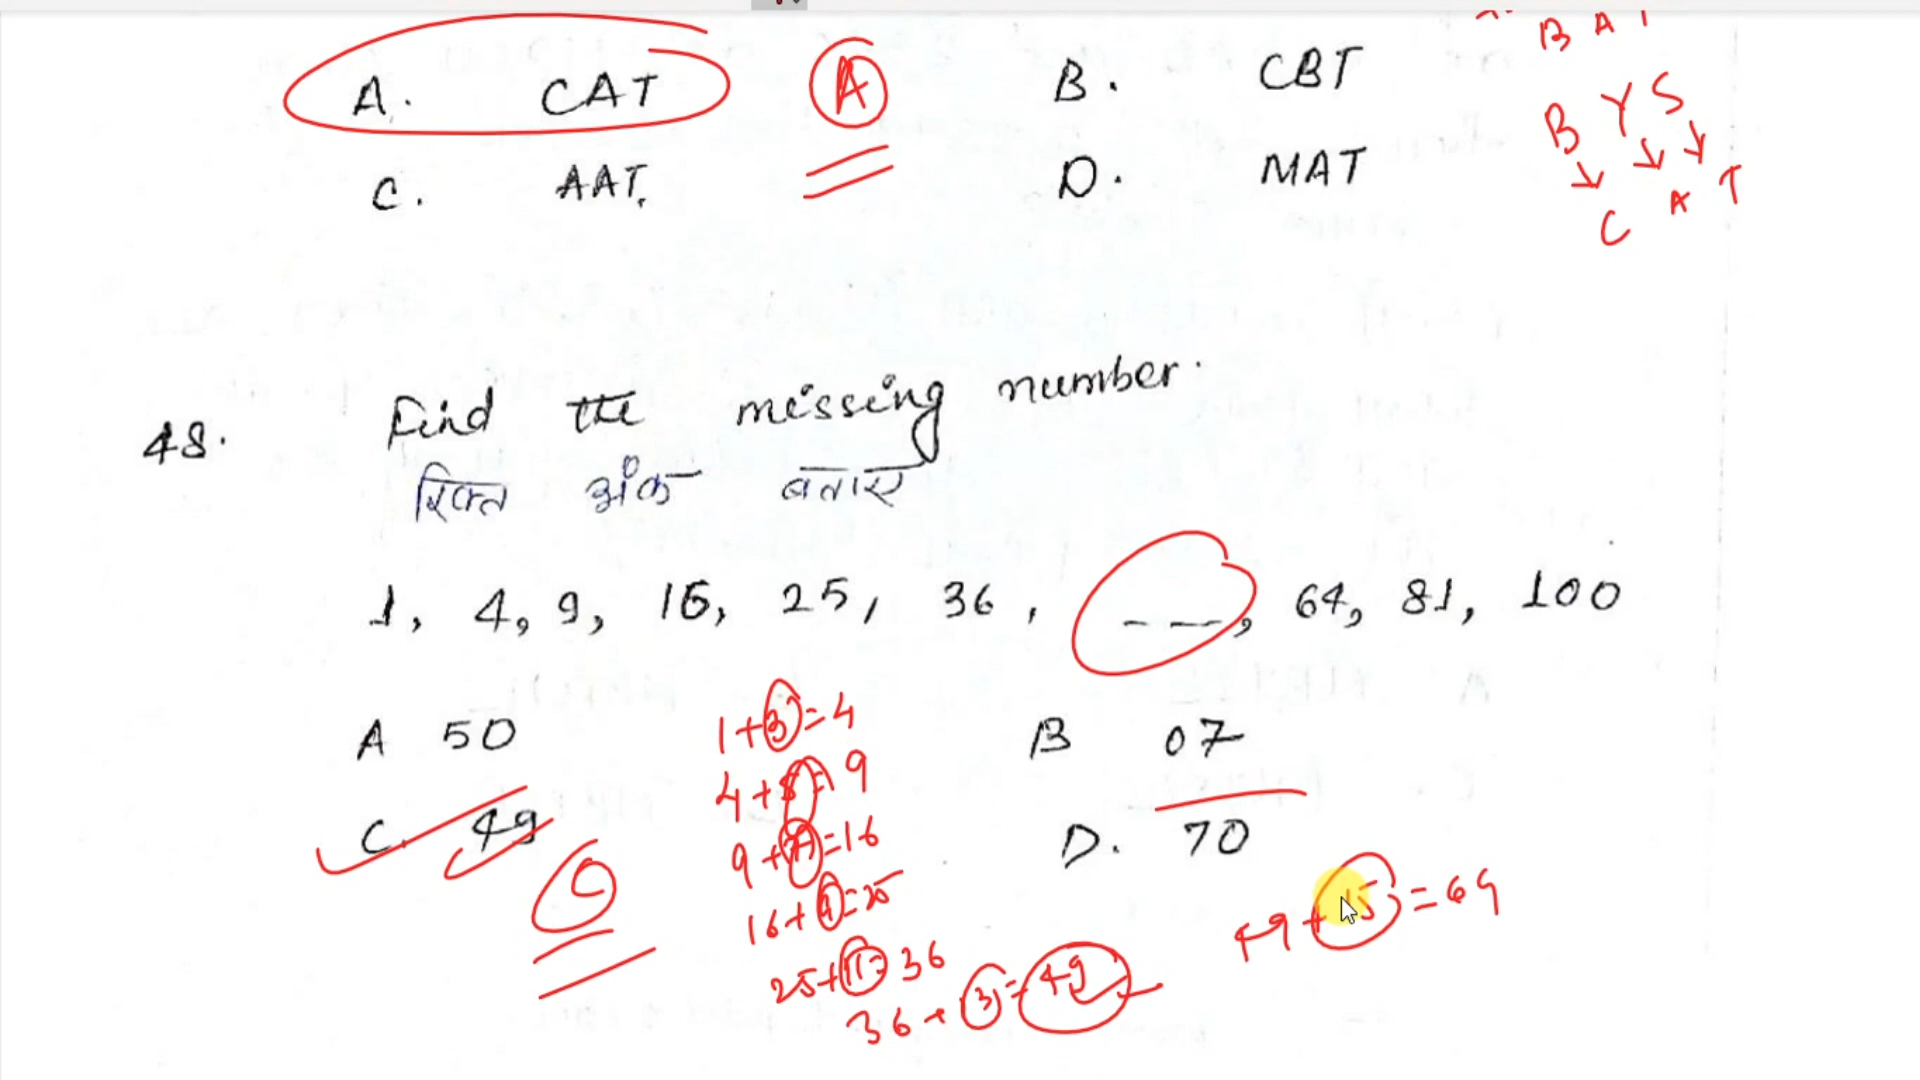 B A T
A. CAT A B. CBT
B Y S
C. AAT. D. MAT
C A T
48. Find the missing number.
रिक्त अंक बताए
1, 4, 9, 16, 25, 36, _ _, 64, 81, 100
A 50 B 07
C. 49 D. 70
C
1+3=4
4+5=9
9+7=16
16+9=25
25+11=36
36+13=49
49+15=64